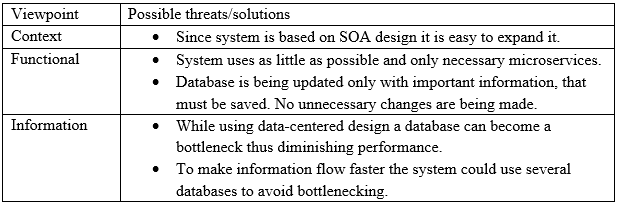 Viewpoint Possible threats/solutions
Context • Since system is based on SOA design it is easy to expand it.
Functional • System uses as little as possible and only necessary microservices.
• Database is being updated only with important information, that
must be saved. No unnecessary changes are being made.
Information • While using data-centered design a database can become a
bottleneck thus diminishing performance.
• To make information flow faster the system could use several
databases to avoid bottlenecking.